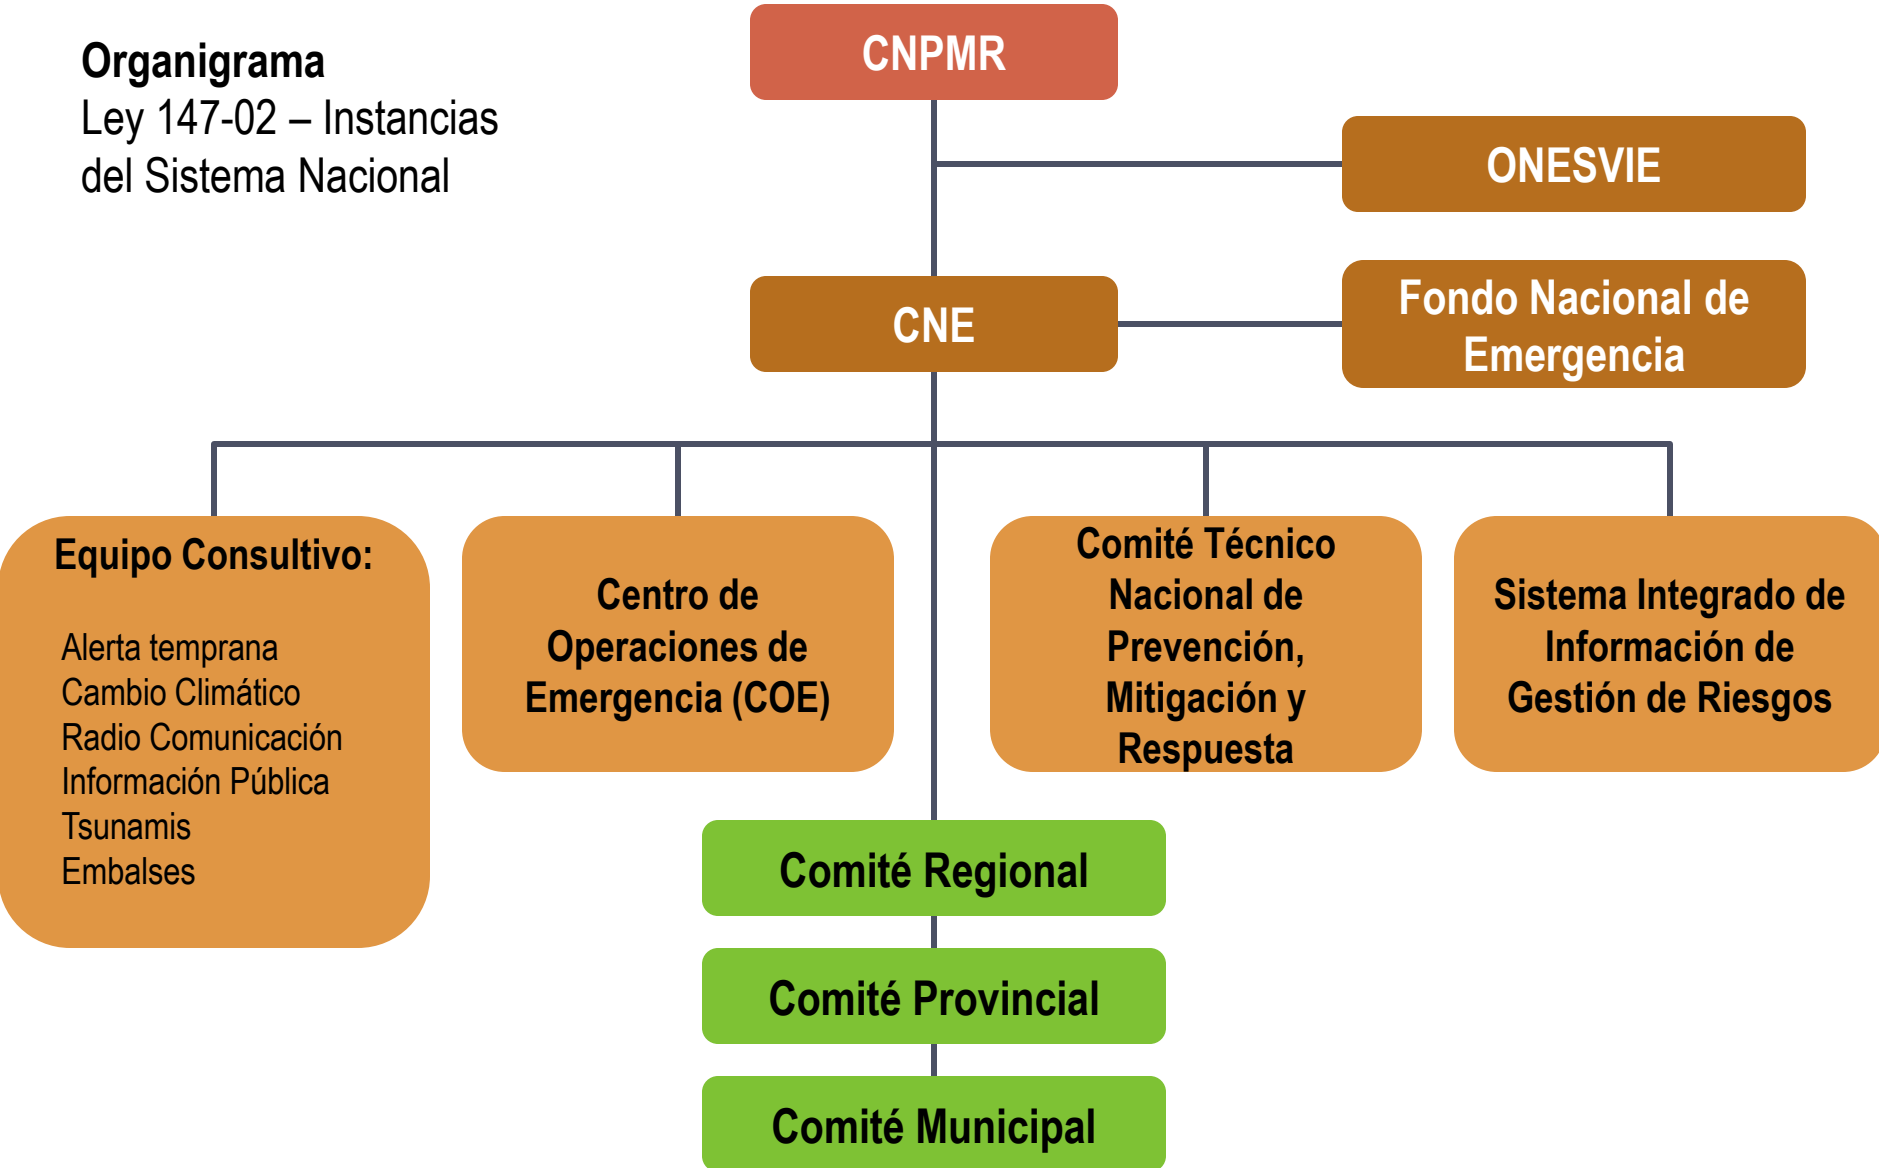 Organigrama
Ley 147-02 – Instancias
del Sistema Nacional
CNPMR
ONESVIE
CNE
Fondo Nacional de
Emergencia
Equipo Consultivo:
Alerta temprana
Cambio Climático
Radio Comunicación
Información Pública
Tsunamis
Embalses
Centro de
Operaciones de
Emergencia (COE)
Comité Técnico
Nacional de
Prevención,
Mitigación y
Respuesta
Sistema Integrado de
Información de
Gestión de Riesgos
Comité Regional
Comité Provincial
Comité Municipal